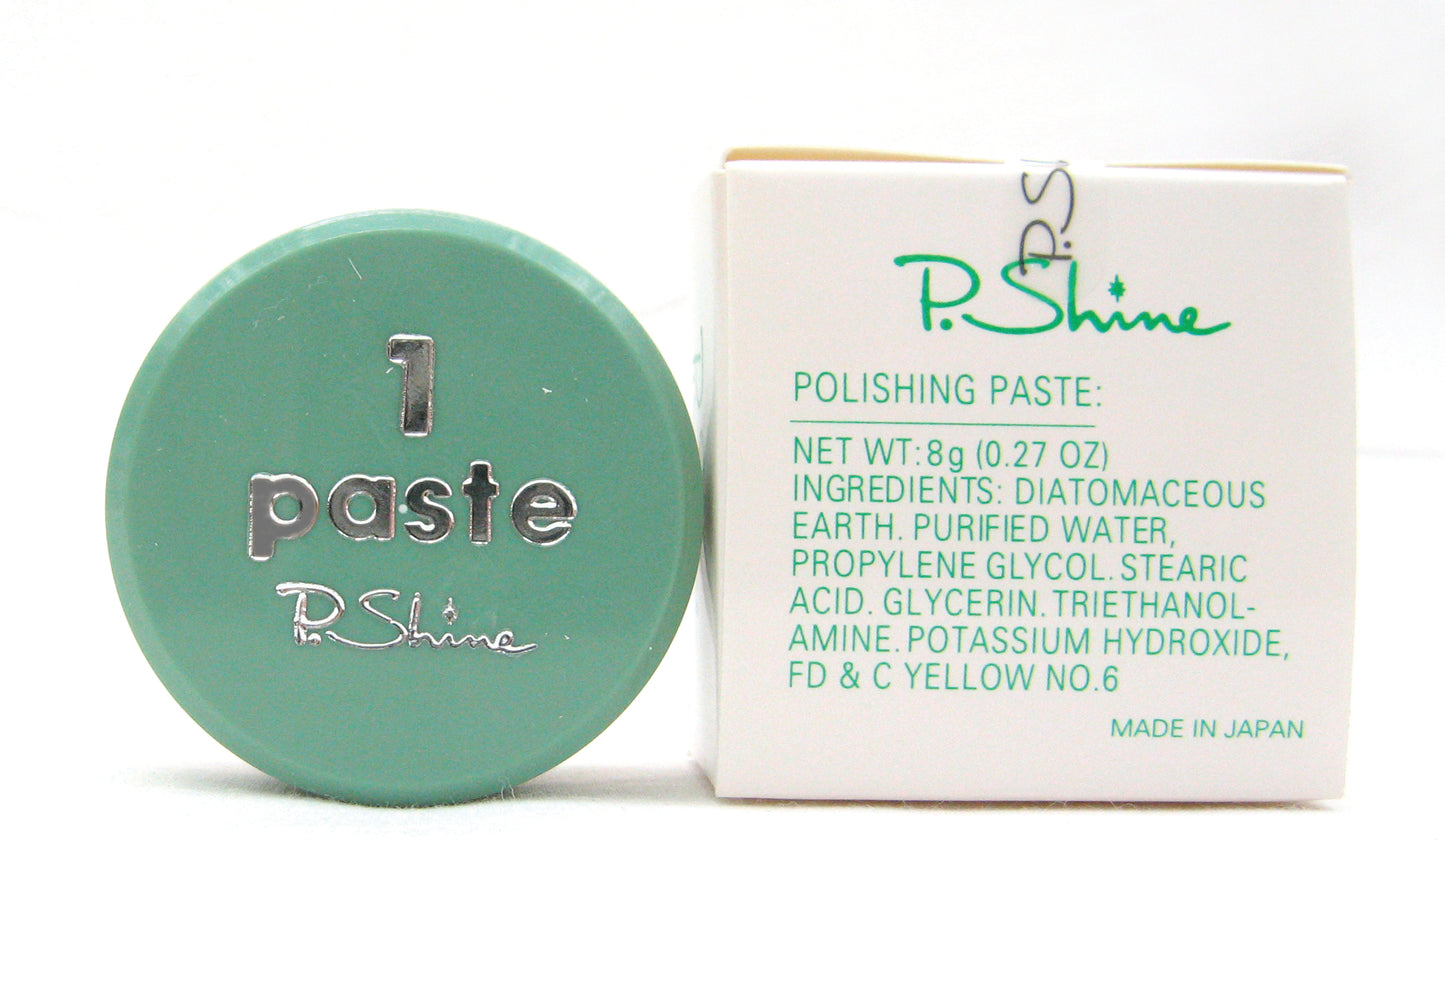 1
paste
P.Shine
P.Shine
POLISHING PASTE:
NET WT:8g (0.27 OZ)
INGREDIENTS: DIATOMACEOUS
EARTH. PURIFIED WATER,
PROPYLENE GLYCOL. STEARIC
ACID. GLYCERIN. TRIETHANOL-
AMINE. POTASSIUM HYDROXIDE,
FD & C YELLOW NO.6
MADE IN JAPAN